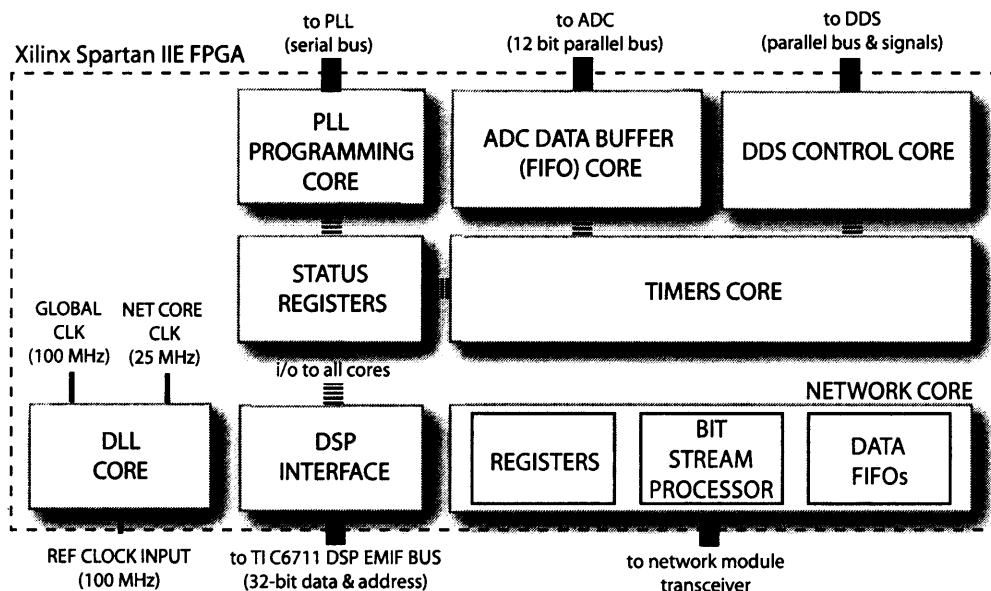 to PLL
(serial bus)
to ADC
(12 bit parallel bus)
to DDS
(parallel bus & signals)
Xilinx Spartan IIE FPGA
PLL
PROGRAMMING
CORE
ADC DATA BUFFER
(FIFO) CORE
DDS CONTROL CORE
STATUS
REGISTERS
TIMERS CORE
GLOBAL
CLK
(100 MHz)
NET CORE
CLK
(25 MHz)
i/o to all cores
NETWORK CORE
DLL
CORE
DSP
INTERFACE
REGISTERS
BIT
STREAM
PROCESSOR
DATA
FIFOs
REF CLOCK INPUT
(100 MHz)
to TI C6711 DSP EMIF BUS
(32-bit data & address)
to network module
transceiver